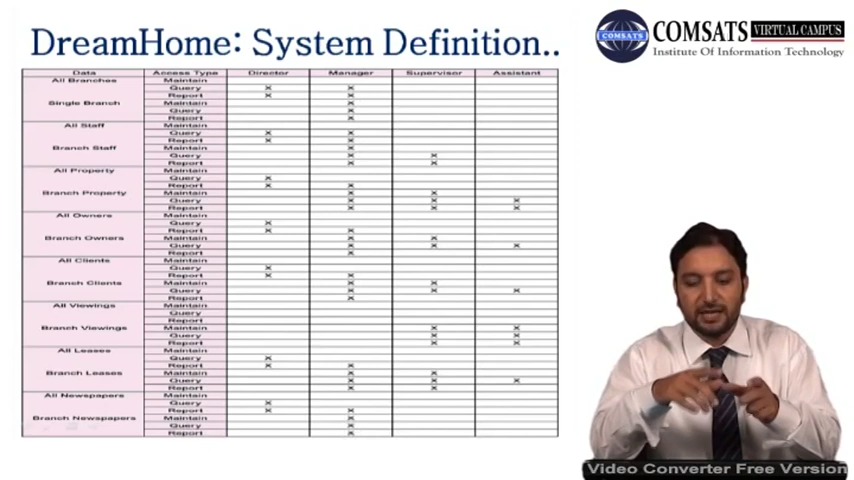 DreamHome: System Definition..
COMSATS
COMSATS VIRTUAL CAMPUS
Institute Of Information Technology
Data Access Type Director Manager Supervisor Assistant
All Branches Maintain
Query X X
Report X X
Single Branch Maintain X
Query X
Report X
All Staff Maintain
Query X X
Report X X
Branch Staff Maintain X
Query X X
Report X X
All Property Maintain
Query X
Report X X
Branch Property Maintain X X
Query X X X
Report X X X
All Owners Maintain
Query X
Report X X
Branch Owners Maintain X X
Query X X X
Report X
All Clients Maintain
Query X
Report X X
Branch Clients Maintain X X
Query X X X
Report X
All Viewings Maintain
Query
Report
Branch Viewings Maintain X X
Query X X
Report X X
All Leases Maintain
Query X
Report X X
Branch Leases Maintain X X
Query X X X
Report X X
All Newspapers Maintain
Query X
Report X X
Branch Newspapers Maintain X
Query X
Report X
Video Converter Free Version